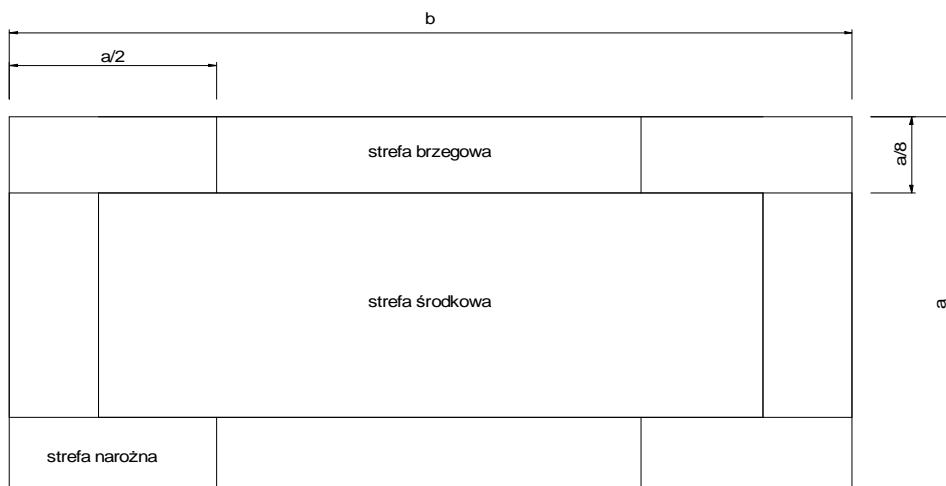 b
a/2
strefa brzegowa
a/8
strefa środkowa
a
strefa narożna